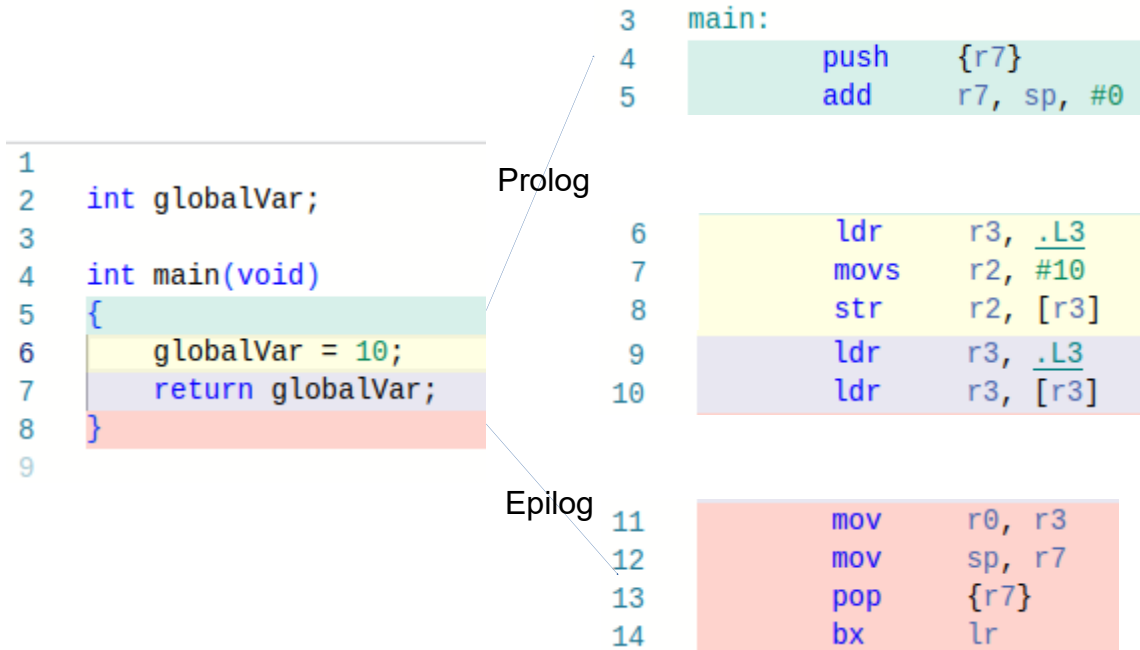 1
2 int globalVar;
3
4 int main(void)
5 {
6 globalVar = 10;
7 return globalVar;
8 }
9
Prolog
Epilog
3 main:
4 push {r7}
5 add r7, sp, #0
6 ldr r3, .L3
7 movs r2, #10
8 str r2, [r3]
9 ldr r3, .L3
10 ldr r3, [r3]
11 mov r0, r3
12 mov sp, r7
13 pop {r7}
14 bx lr